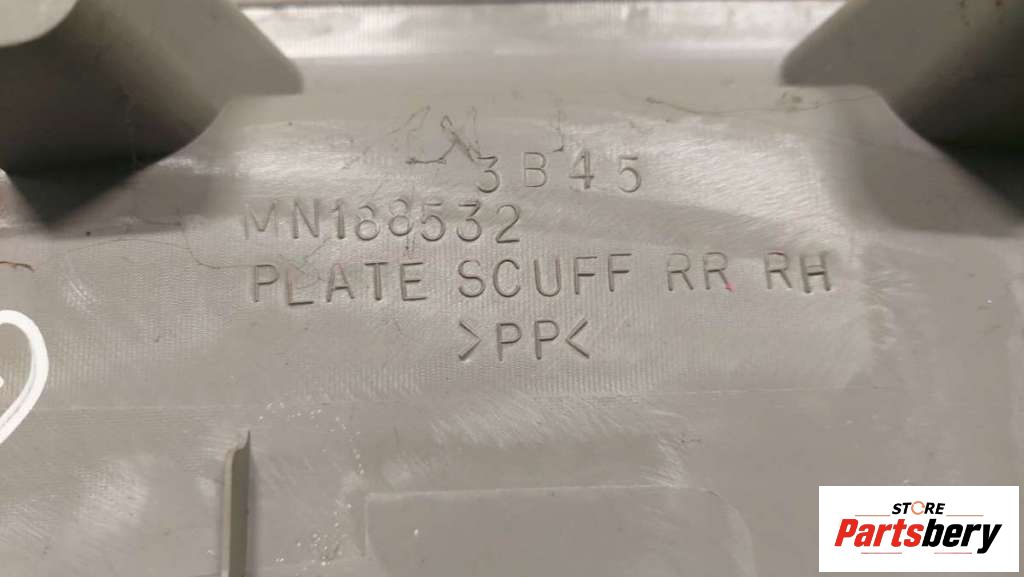 3B45
MN188532
PLATE SCUFF RR RH
>PP<
STORE
Partsbery